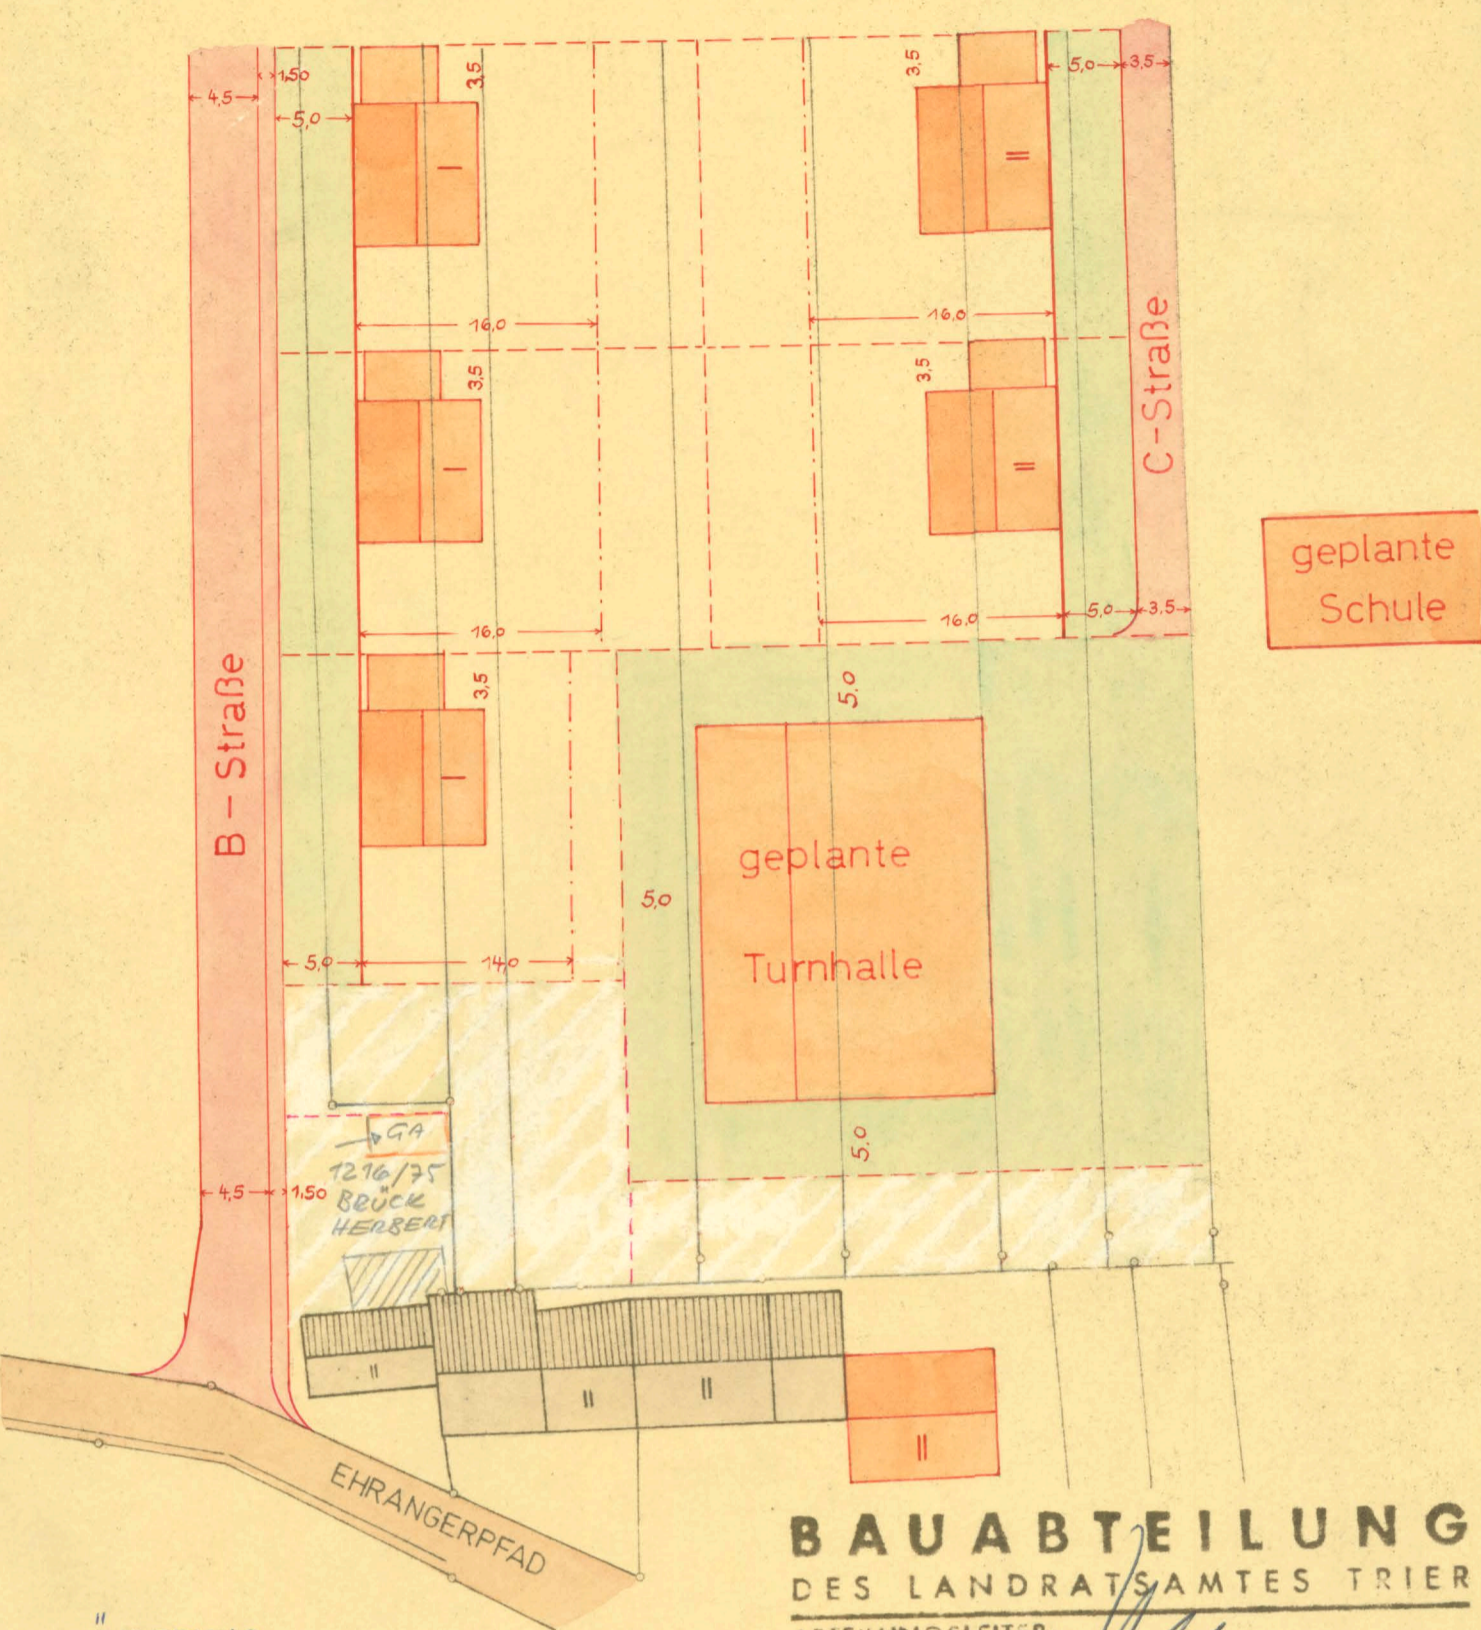 1,50
4,5
5,0
3,5
I
3,5
II
5,0
3,5
16,0
16,0
3,5
I
3,5
II
C-Straße
geplante
Schule
16,0
16,0
5,0
3,5
B - Straße
3,5
I
5,0
5,0
geplante
Turnhalle
5,0
14,0
5,0
GA
1216/75
BRÜCK
HERBERT
4,5
1,50
II
II
II
II
EHRANGERPFAD
BAUABTEILUNG
DES LANDRATSAMTES TRIER